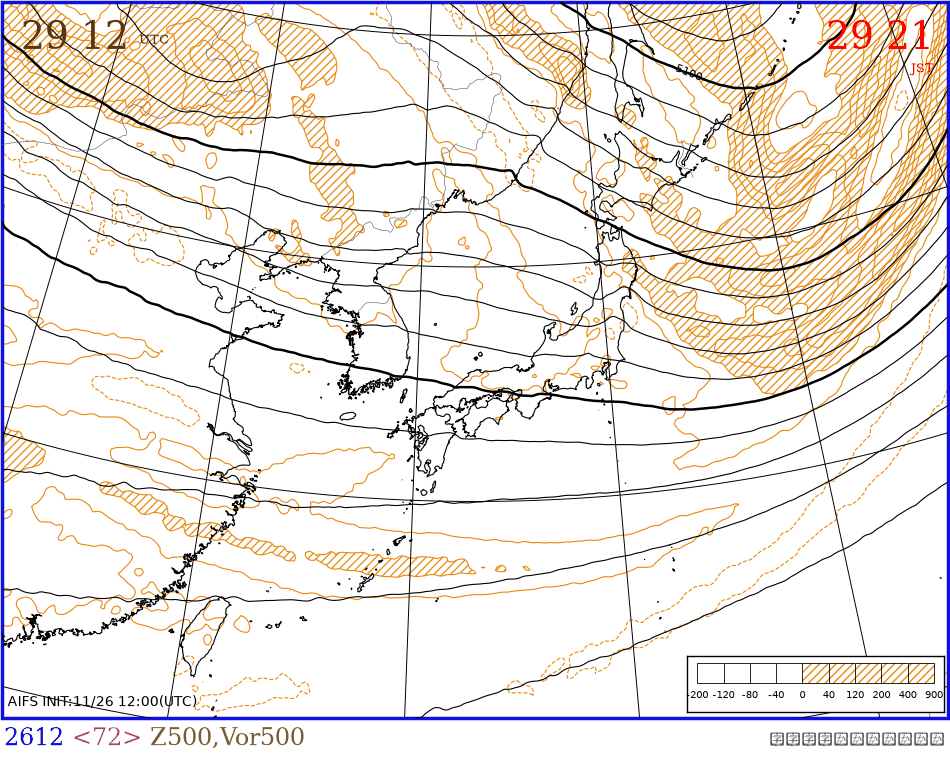 29 12 UTC
29 21
JST
5100
-200 -120 -80 -40 0 40 120 200 400 900
AIFS INIT:11/26 12:00(UTC)
2612 <72> Z500,Vor500